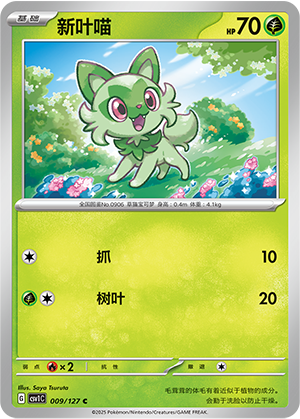 基础 新叶喵 HP 70
全国图鉴No.0906 草猫宝可梦 身高:0.4m 体重:4.1kg
抓 10
树叶 20
弱点 ×2 抗性 撤退
Illus. Saya Tsuruta
G CSV1C 009/127 C
毛茸茸的体毛有着近似于植物的成分。
会勤于洗脸以防止干燥。
©2025 Pokémon/Nintendo/Creatures/GAME FREAK.